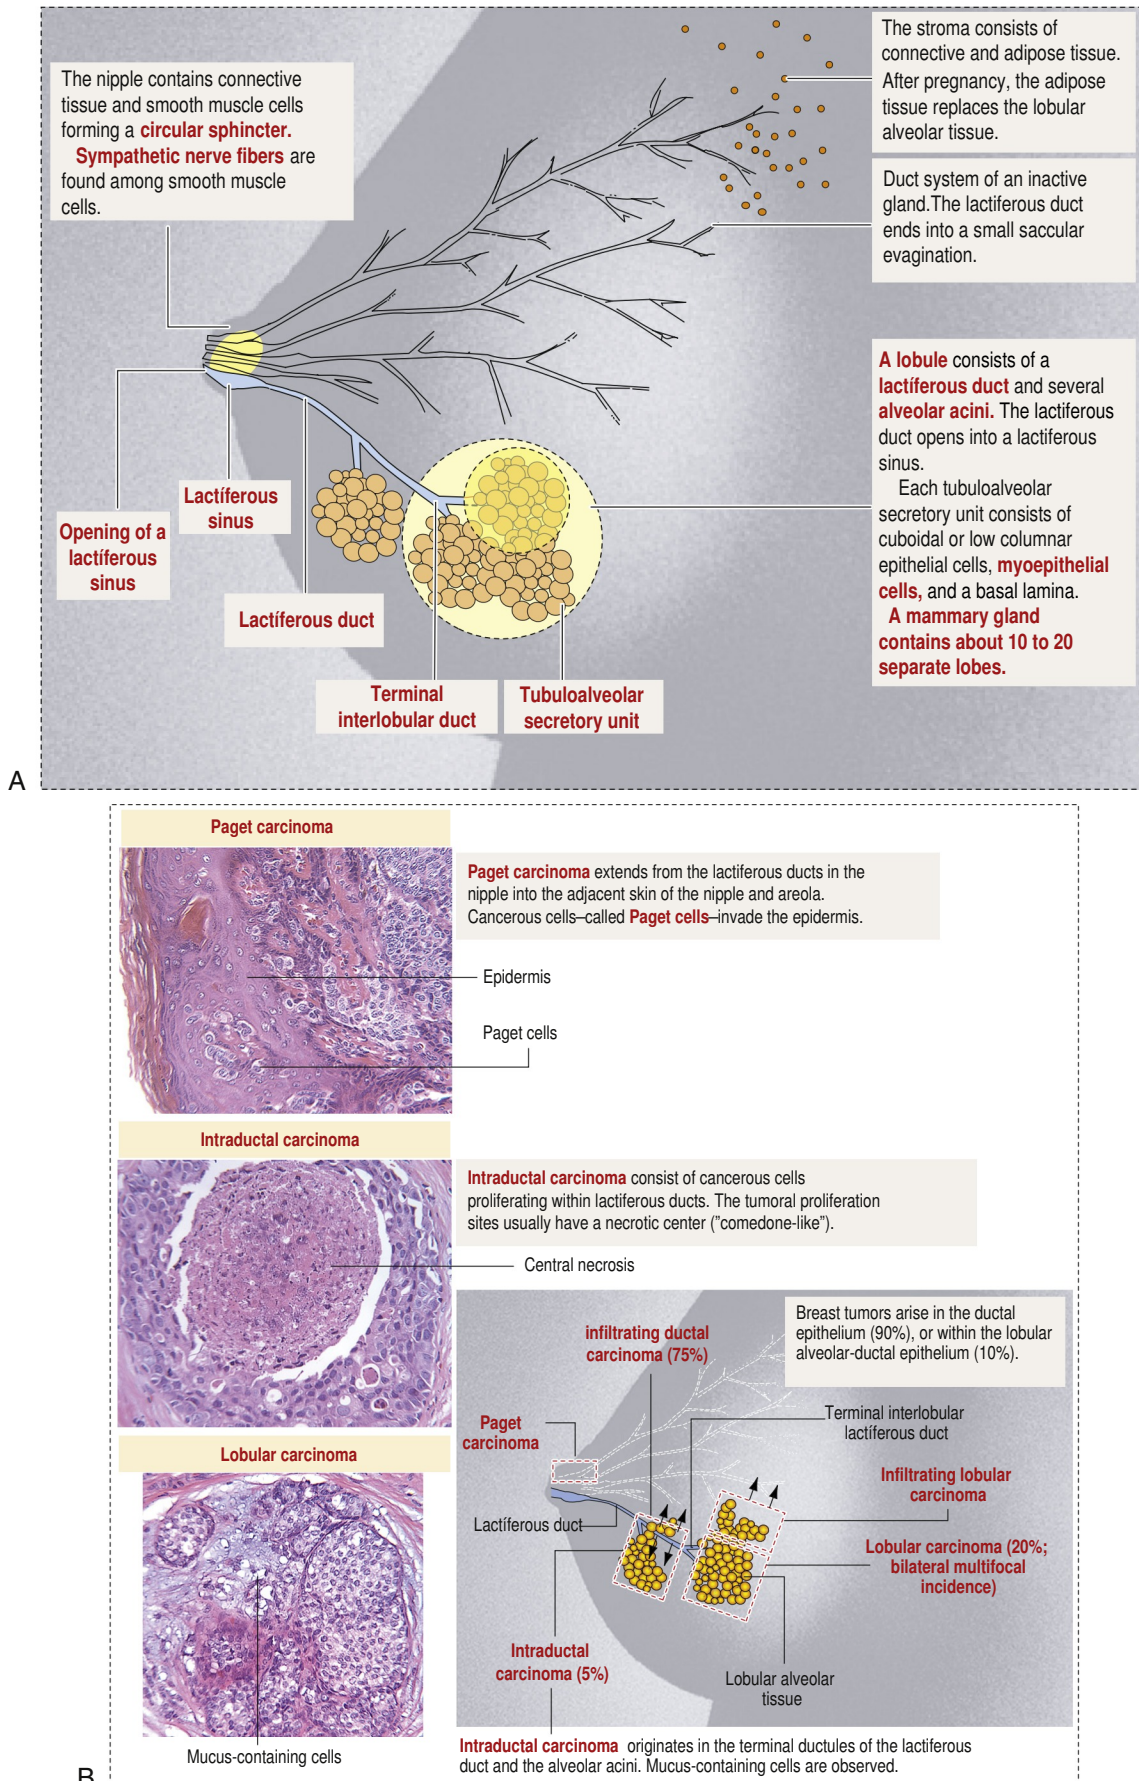 The nipple contains connective
tissue and smooth muscle cells
forming a circular sphincter.
Sympathetic nerve fibers are
found among smooth muscle
cells.
The stroma consists of
connective and adipose tissue.
After pregnancy, the adipose
tissue replaces the lobular
alveolar tissue.
Duct system of an inactive
gland.The lactiferous duct
ends into a small saccular
evagination.
A lobule consists of a
lactíferous duct and several
alveolar acini. The lactiferous
duct opens into a lactiferous
sinus.
Each tubuloalveolar
secretory unit consists of
cuboidal or low columnar
epithelial cells, myoepithelial
cells, and a basal lamina.
A mammary gland
contains about 10 to 20
separate lobes.
Lactíferous
sinus
Opening of a
lactíferous
sinus
Lactíferous duct
Terminal
interlobular duct
Tubuloalveolar
secretory unit
A
Paget carcinoma
Paget carcinoma extends from the lactiferous ducts in the
nipple into the adjacent skin of the nipple and areola.
Cancerous cells–called Paget cells–invade the epidermis.
Epidermis
Paget cells
Intraductal carcinoma
Intraductal carcinoma consist of cancerous cells
proliferating within lactiferous ducts. The tumoral proliferation
sites usually have a necrotic center (”comedone-like”).
Central necrosis
Breast tumors arise in the ductal
epithelium (90%), or within the lobular
alveolar-ductal epithelium (10%).
infiltrating ductal
carcinoma (75%)
Paget
carcinoma
Terminal interlobular
lactíferous duct
Infiltrating lobular
carcinoma
Lactíferous duct
Lobular carcinoma (20%;
bilateral multifocal
incidence)
Intraductal
carcinoma (5%)
Lobular alveolar
tissue
Lobular carcinoma
Mucus-containing cells
Intraductal carcinoma originates in the terminal ductules of the lactiferous
duct and the alveolar acini. Mucus-containing cells are observed.
B